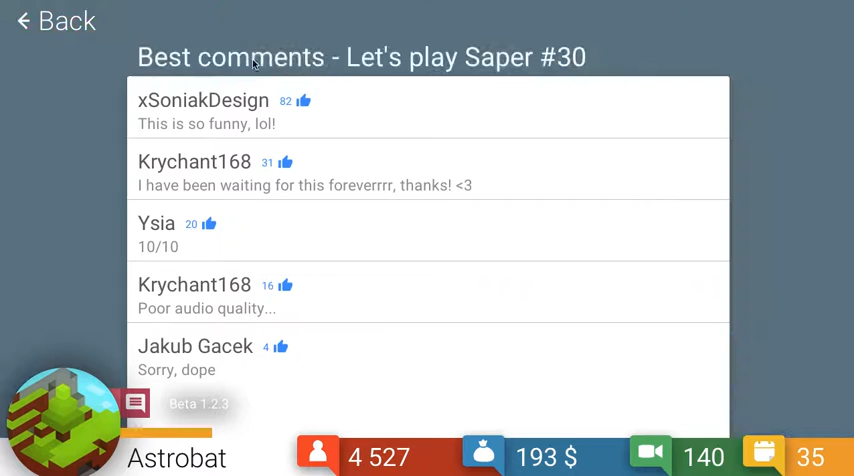 Back
Best comments - Let's play Saper #30
xSoniakDesign 82
This is so funny, lol!
Krychant168 31
I have been waiting for this foreverrrr, thanks! <3
Ysia 20
10/10
Krychant168 16
Poor audio quality...
Jakub Gacek 4
Sorry, dope
Beta 1.2.3
Astrobat
4 527
193 $
140
35